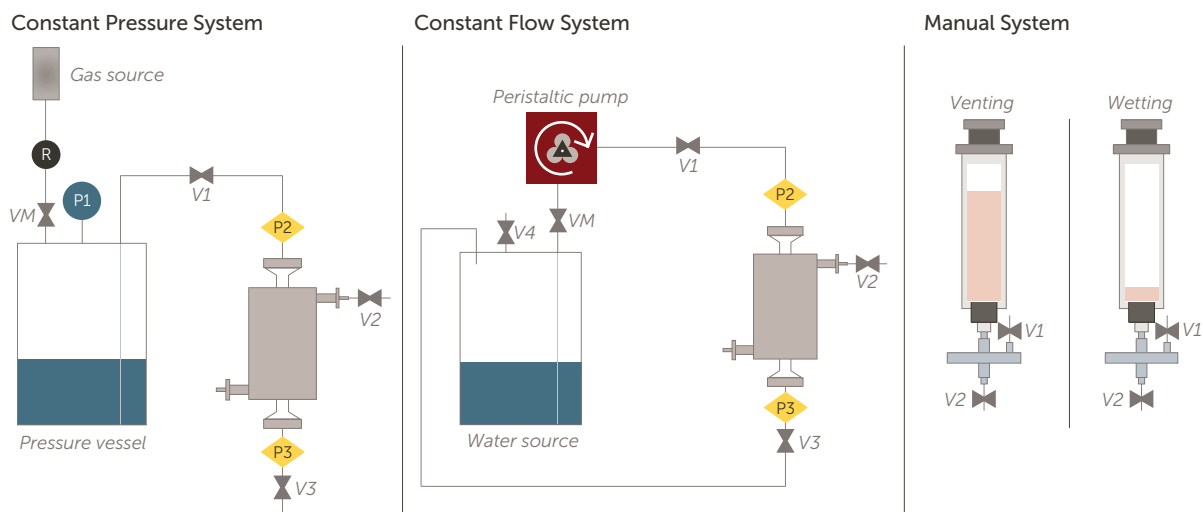 Constant Pressure System
Gas source
R
P1
VM
V1
P2
V2
P3
V3
Pressure vessel
Constant Flow System
Peristaltic pump
V1
P2
V4
VM
V2
P3
V3
Water source
Manual System
Venting
V1
V2
Wetting
V1
V2